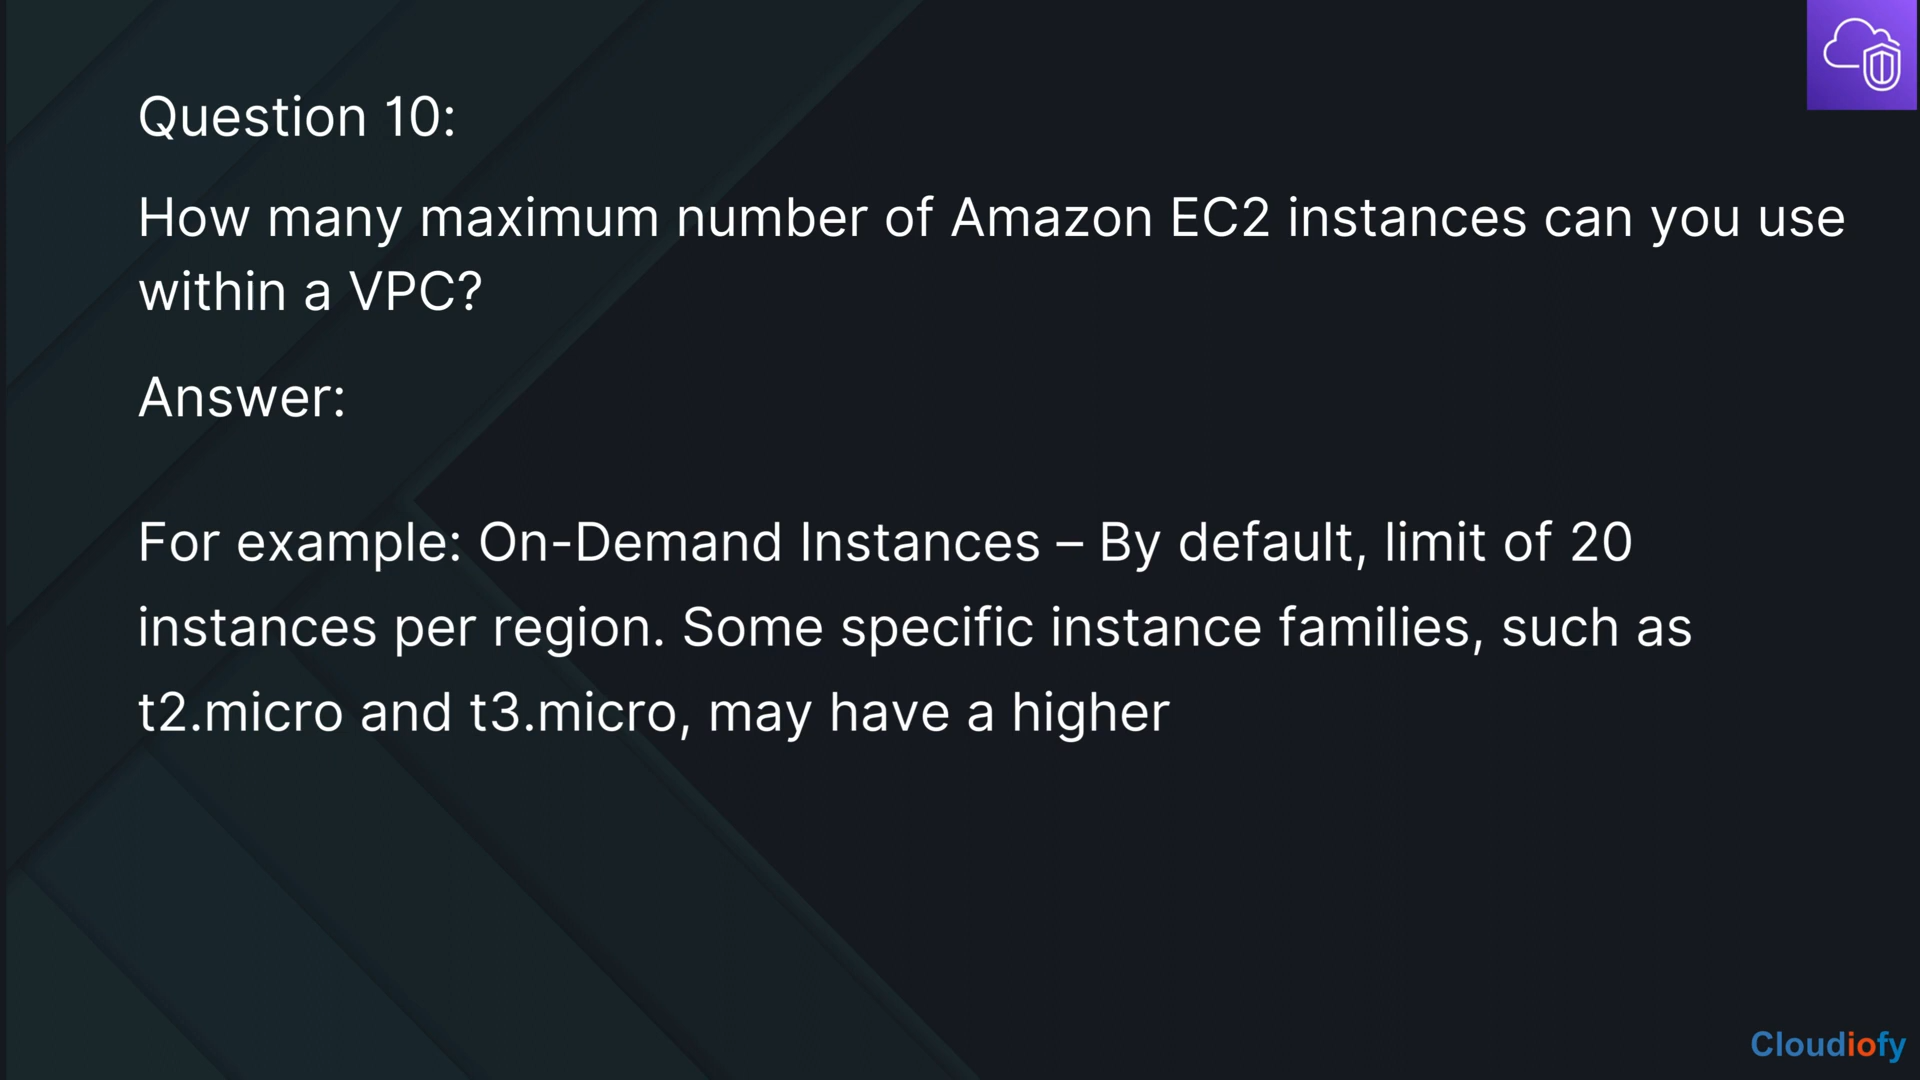 Question 10:
How many maximum number of Amazon EC2 instances can you use
within a VPC?
Answer:
For example: On-Demand Instances – By default, limit of 20
instances per region. Some specific instance families, such as
t2.micro and t3.micro, may have a higher
Cloudiofy